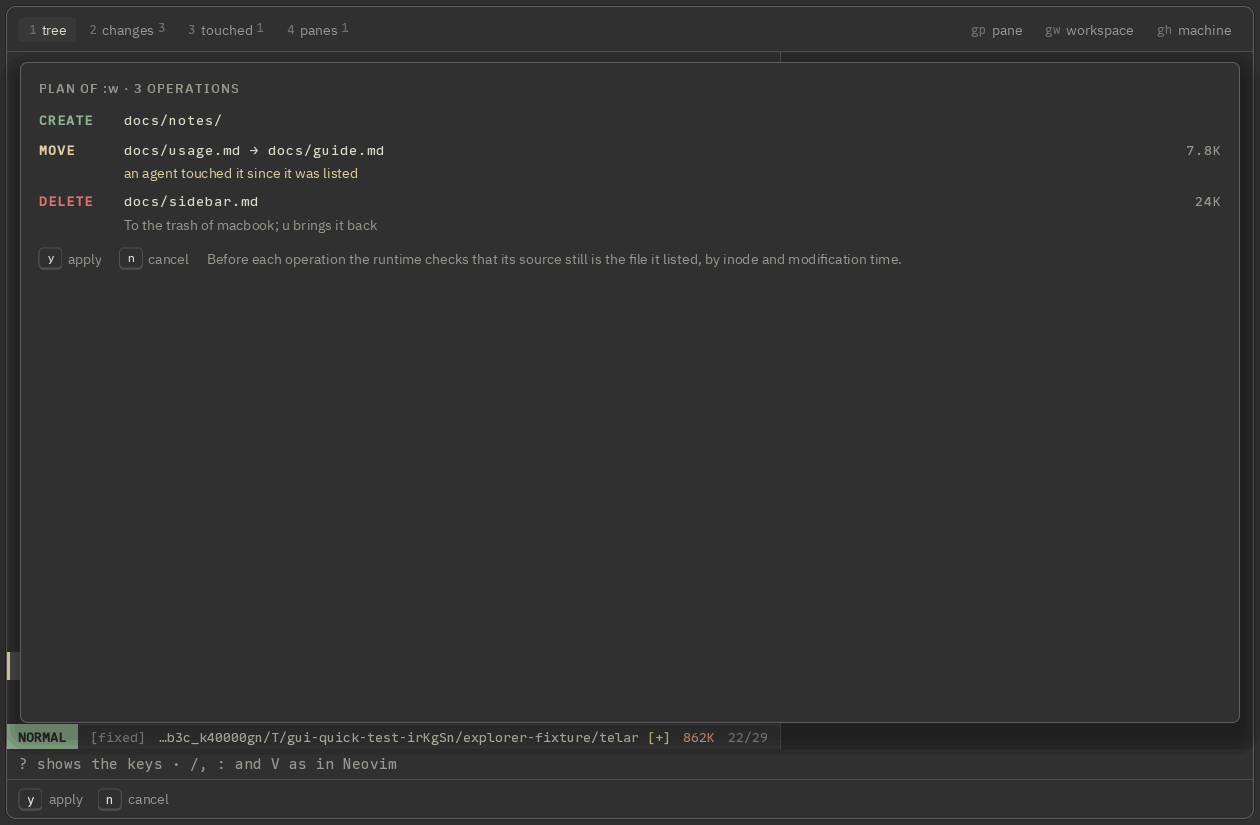 1 tree 2 changes 3 3 touched 1 4 panes 1 gp pane gw workspace gh machine
PLAN OF :w · 3 OPERATIONS
CREATE docs/notes/
MOVE docs/usage.md → docs/guide.md 7.8K
an agent touched it since it was listed
DELETE docs/sidebar.md 24K
To the trash of macbook; u brings it back
y apply n cancel Before each operation the runtime checks that its source still is the file it listed, by inode and modification time.
NORMAL [fixed] …b3c_k40000gn/T/gui-quick-test-irKgSn/explorer-fixture/telar [+] 862K 22/29
? shows the keys · /, : and V as in Neovim
y apply n cancel